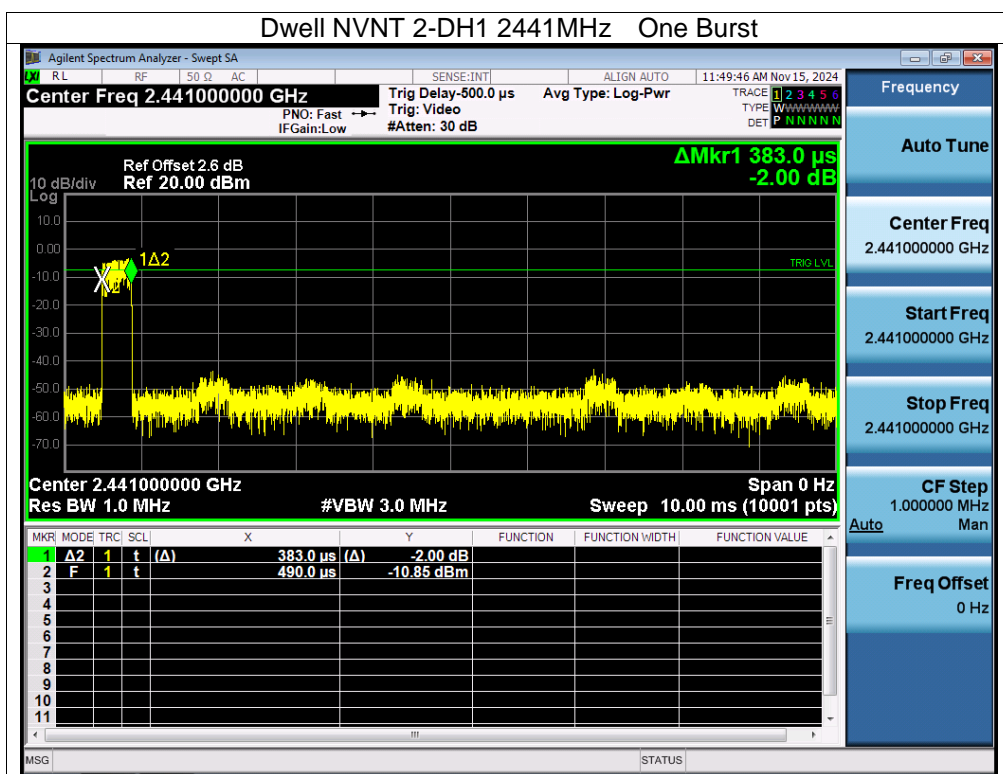 Dwell NVNT 2-DH1 2441MHz One Burst
Agilent Spectrum Analyzer - Swept SA
LXI RL RF 50 Ω AC SENSE:INT ALIGN AUTO 11:49:46 AM Nov 15, 2024
Center Freq 2.441000000 GHz
PNO: Fast
IFGain:Low
Trig Delay-500.0 µs
Trig: Video
#Atten: 30 dB
Avg Type: Log-Pwr
TRACE 1 2 3 4 5 6
TYPE WWWWWWW
DET P N N N N N
Frequency
ΔMkr1 383.0 µs
-2.00 dB
Ref Offset 2.6 dB
10 dB/div Ref 20.00 dBm
Log
10.0
0.00
-10.0
-20.0
-30.0
-40.0
-50.0
-60.0
-70.0
1Δ2
2
TRIG LVL
Center 2.441000000 GHz Span 0 Hz
Res BW 1.0 MHz #VBW 3.0 MHz Sweep 10.00 ms (10001 pts)
MKR MODE TRC SCL X Y FUNCTION FUNCTION WIDTH FUNCTION VALUE
1 Δ2 1 t (Δ) 383.0 µs (Δ) -2.00 dB
2 F 1 t 490.0 µs -10.85 dBm
3
4
5
6
7
8
9
10
11
Auto Tune
Center Freq
2.441000000 GHz
Start Freq
2.441000000 GHz
Stop Freq
2.441000000 GHz
CF Step
1.000000 MHz
Auto Man
Freq Offset
0 Hz
MSG STATUS